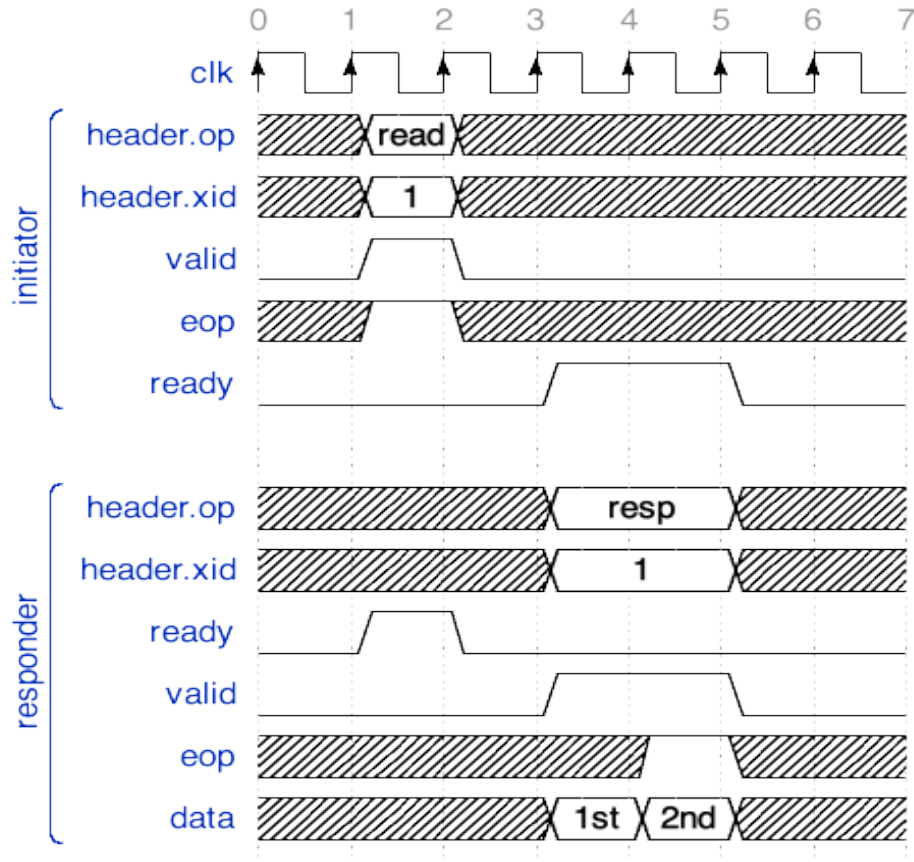 0 1 2 3 4 5 6 7
clk
initiator
header.op read
header.xid 1
valid
eop
ready
responder
header.op resp
header.xid 1
ready
valid
eop
data 1st 2nd